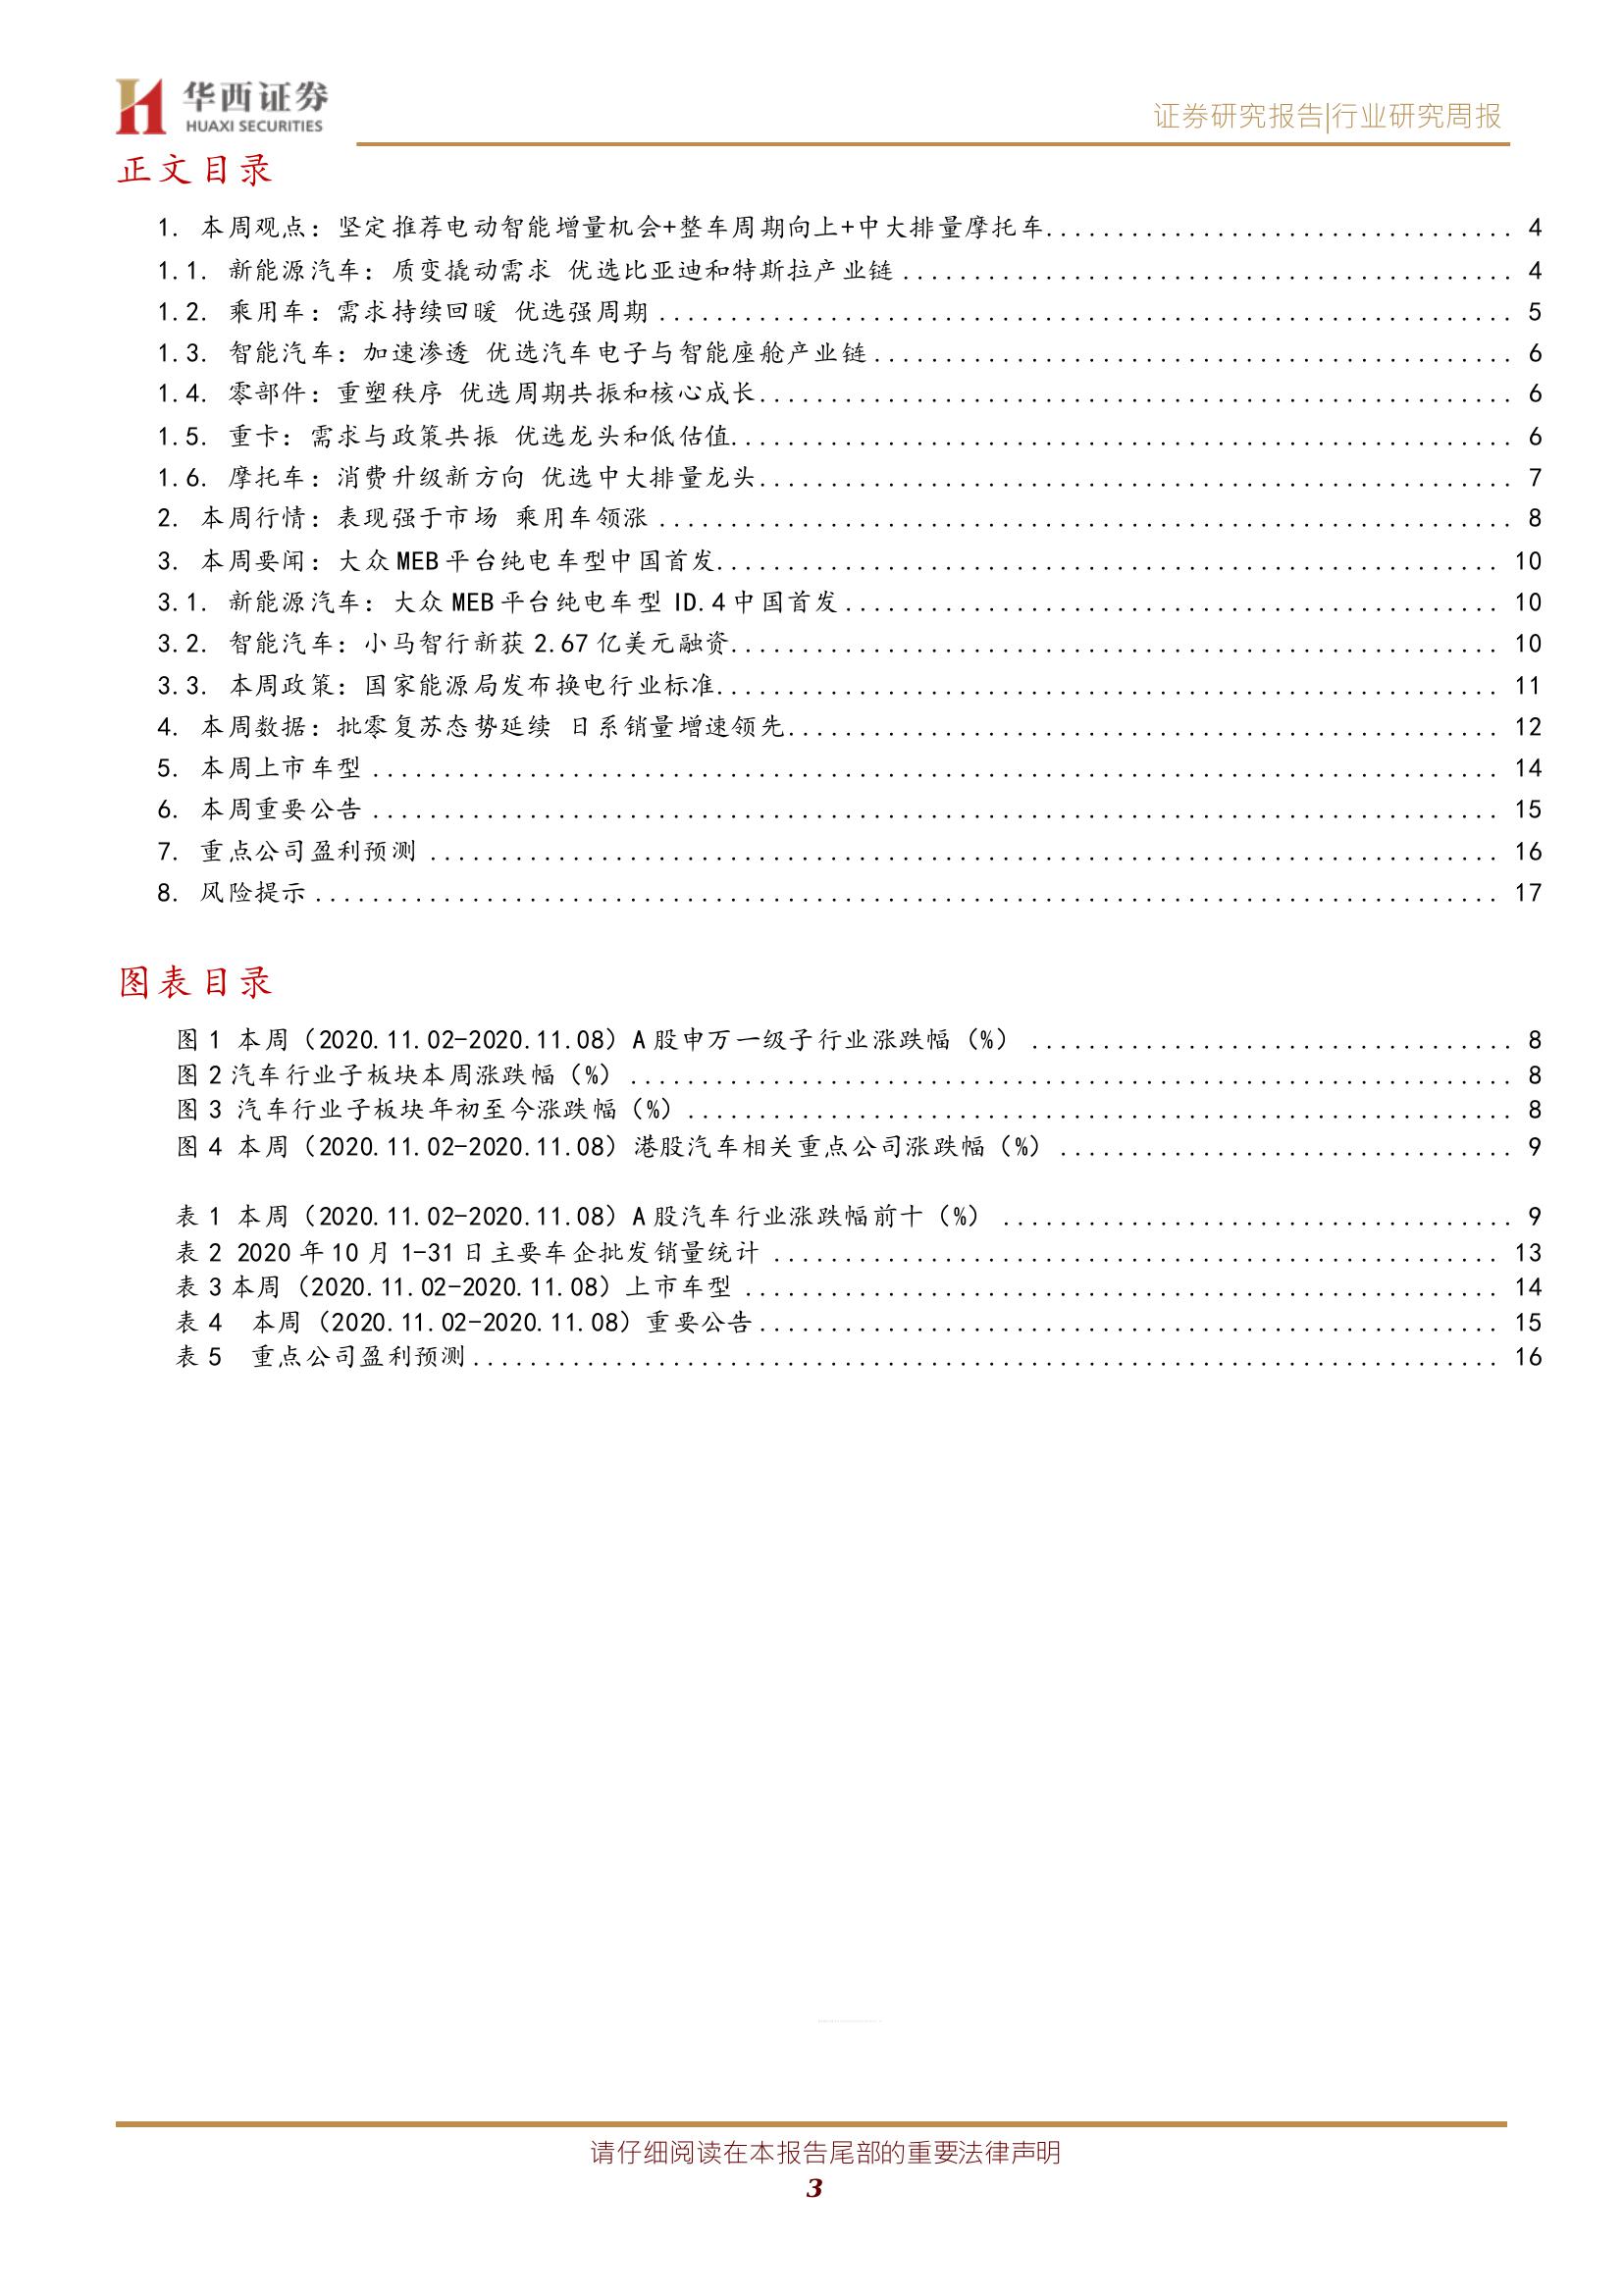 华西证券
HUAXI SECURITIES
证券研究报告|行业研究周报
正文目录
1. 本周观点：坚定推荐电动智能增量机会+整车周期向上+中大排量摩托车................................ 4
1.1. 新能源汽车：质变撬动需求 优选比亚迪和特斯拉产业链.......................................... 4
1.2. 乘用车：需求持续回暖 优选强周期........................................................... 5
1.3. 智能汽车：加速渗透 优选汽车电子与智能座舱产业链............................................ 6
1.4. 零部件：重塑秩序 优选周期共振和核心成长.................................................... 6
1.5. 重卡：需求与政策共振 优选龙头和低估值...................................................... 6
1.6. 摩托车：消费升级新方向 优选中大排量龙头.................................................... 7
2. 本周行情：表现强于市场 乘用车领涨........................................................... 8
3. 本周要闻：大众 MEB 平台纯电车型中国首发...................................................... 10
3.1. 新能源汽车：大众 MEB 平台纯电车型 ID.4 中国首发.............................................. 10
3.2. 智能汽车：小马智行新获 2.67 亿美元融资..................................................... 10
3.3. 本周政策：国家能源局发布换电行业标准...................................................... 11
4. 本周数据：批零复苏态势延续 日系销量增速领先................................................. 12
5. 本周上市车型.............................................................................. 14
6. 本周重要公告.............................................................................. 15
7. 重点公司盈利预测.......................................................................... 16
8. 风险提示.................................................................................. 17
图表目录
图 1 本周（2020.11.02-2020.11.08）A 股申万一级子行业涨跌幅（%）................................. 8
图 2 汽车行业子板块本周涨跌幅（%）............................................................. 8
图 3 汽车行业子板块年初至今涨跌幅（%）......................................................... 8
图 4 本周（2020.11.02-2020.11.08）港股汽车相关重点公司涨跌幅（%）............................... 9
表 1 本周（2020.11.02-2020.11.08）A 股汽车行业涨跌幅前十（%）................................... 9
表 2 2020 年 10 月 1-31 日主要车企批发销量统计.................................................. 13
表 3 本周（2020.11.02-2020.11.08）上市车型.................................................... 14
表 4 本周（2020.11.02-2020.11.08）重要公告.................................................... 15
表 5 重点公司盈利预测....................................................................... 16
请仔细阅读在本报告尾部的重要法律声明
3